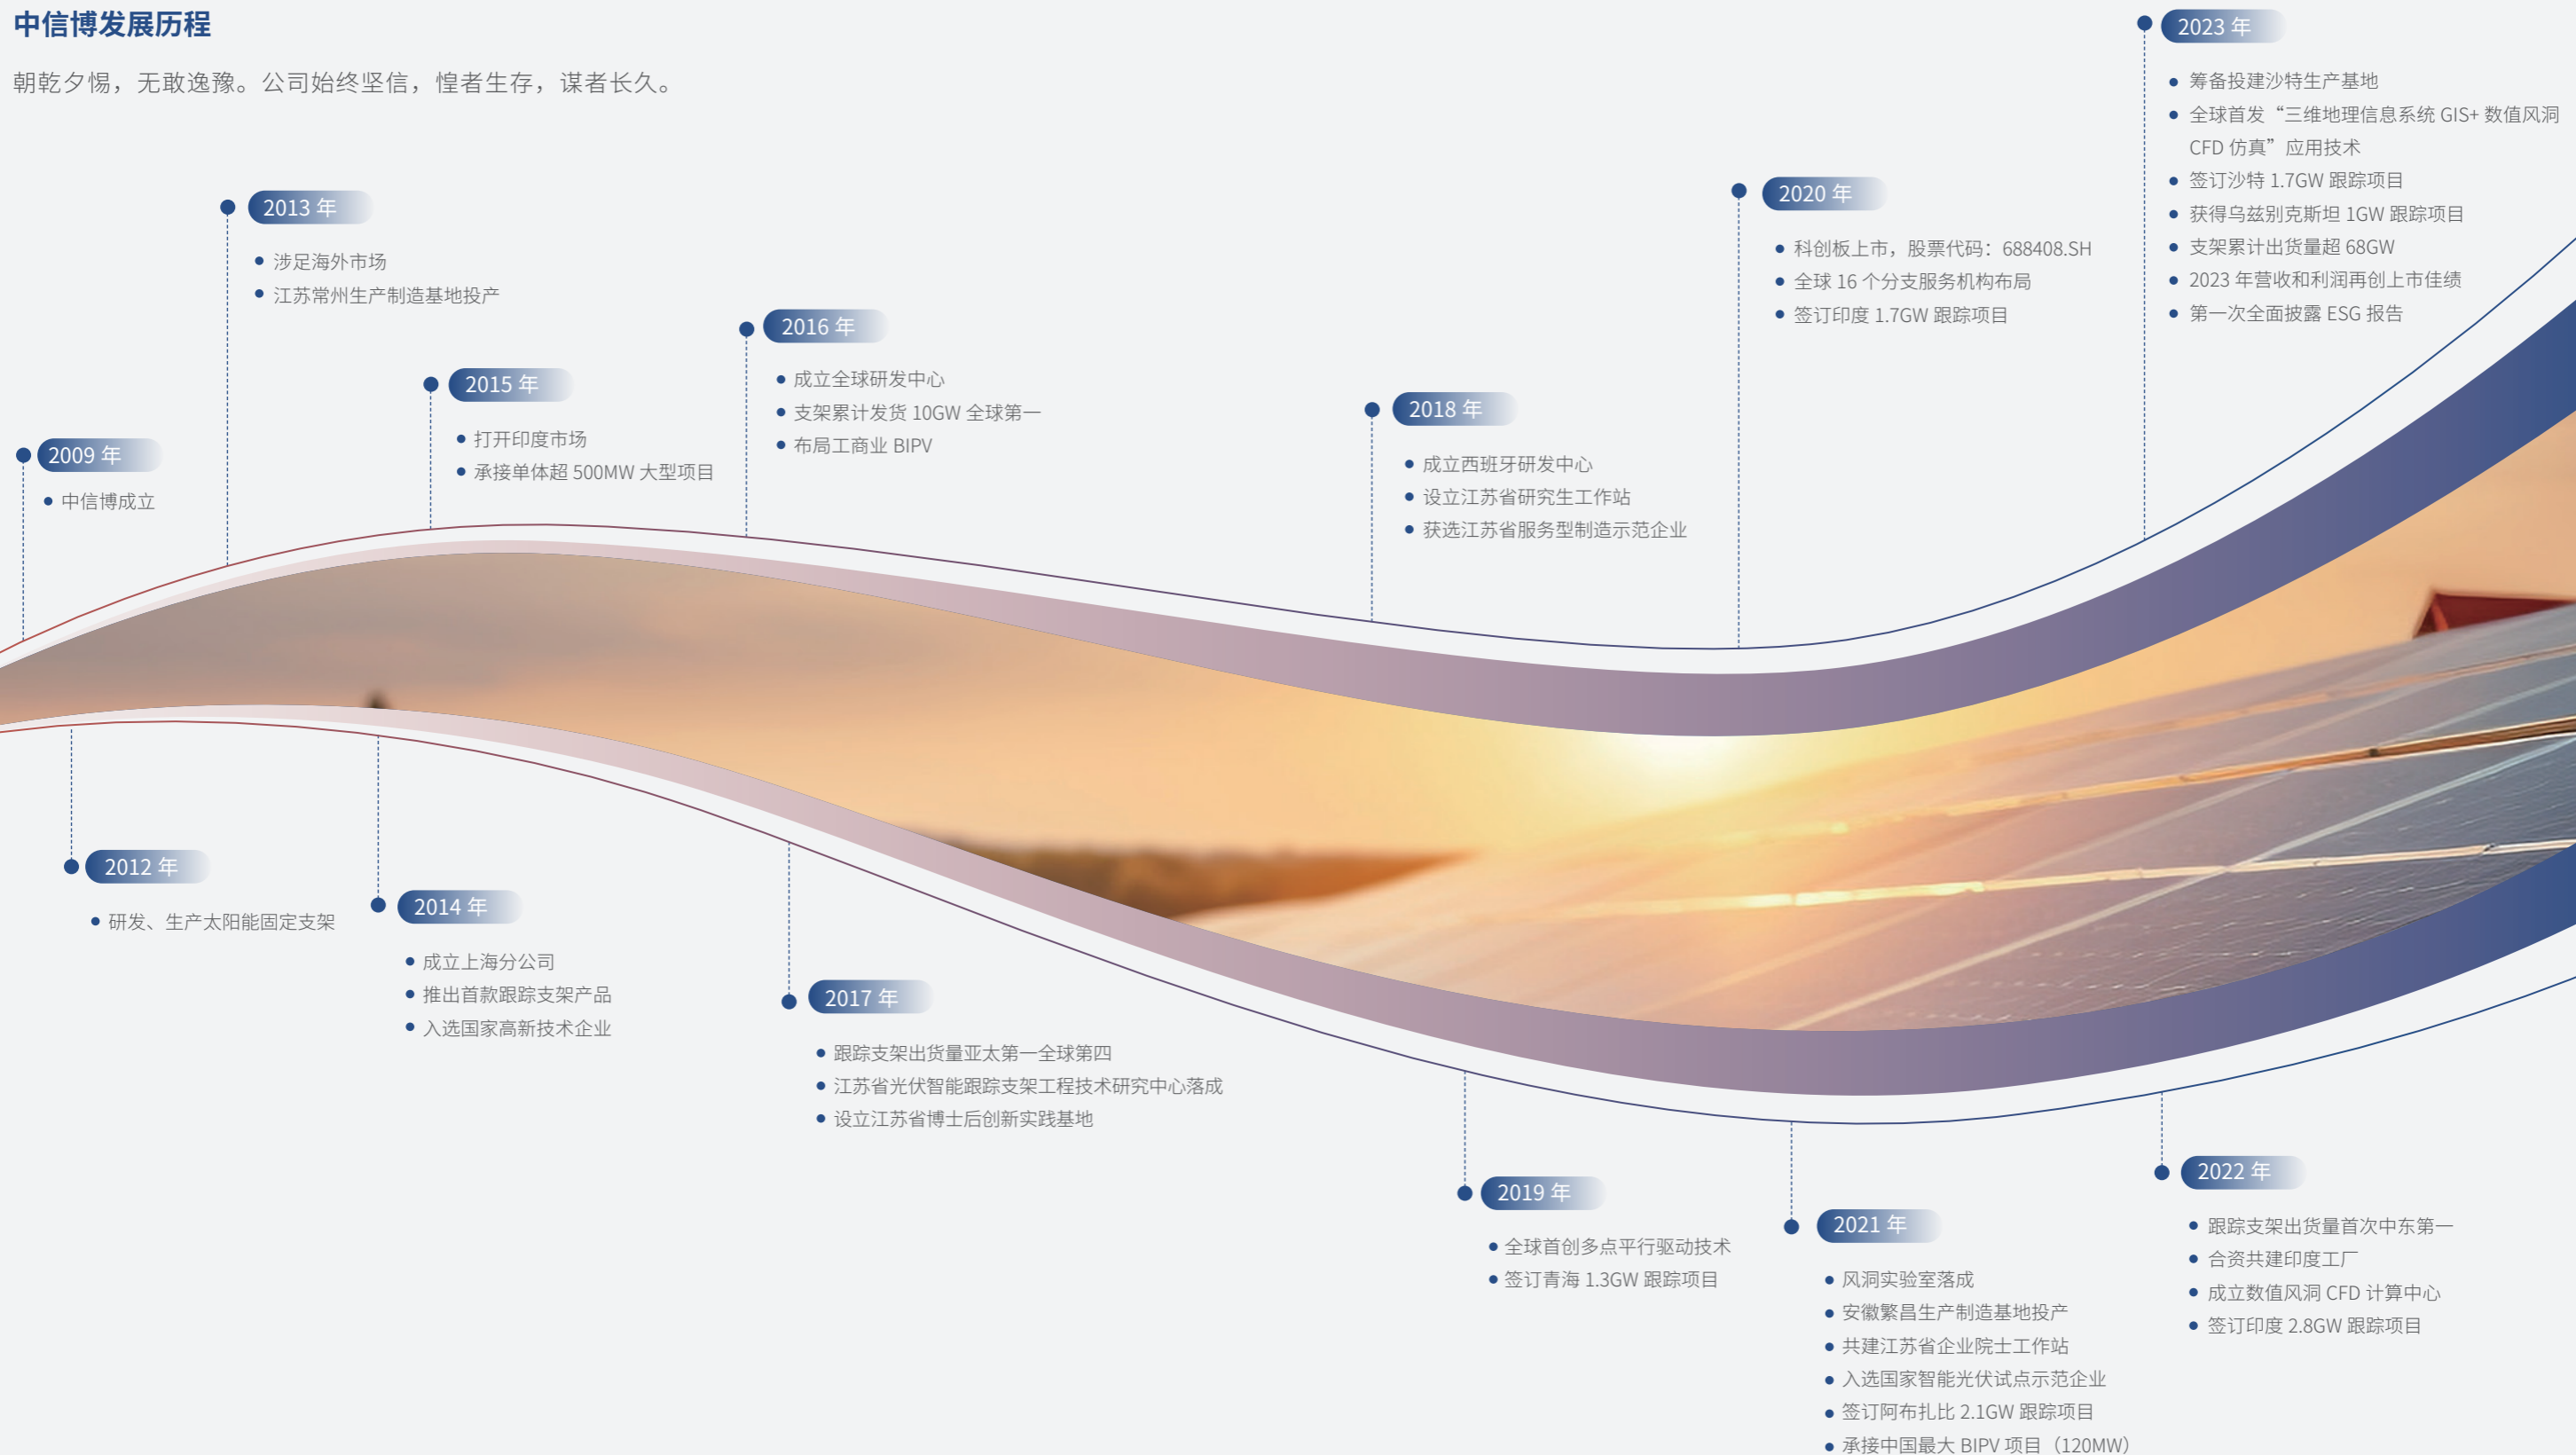 中信博发展历程
朝乾夕惕，无敢逸豫。公司始终坚信，惶者生存，谋者长久。
2009 年
中信博成立
2012 年
研发、生产太阳能固定支架
2013 年
涉足海外市场
江苏常州生产制造基地投产
2014 年
成立上海分公司
推出首款跟踪支架产品
入选国家高新技术企业
2015 年
打开印度市场
承接单体超 500MW 大型项目
2016 年
成立全球研发中心
支架累计发货 10GW 全球第一
布局工商业 BIPV
2017 年
跟踪支架出货量亚太第一全球第四
江苏省光伏智能跟踪支架工程技术研究中心落成
设立江苏省博士后创新实践基地
2018 年
成立西班牙研发中心
设立江苏省研究生工作站
获选江苏省服务型制造示范企业
2019 年
全球首创多点平行驱动技术
签订青海 1.3GW 跟踪项目
2020 年
科创板上市，股票代码：688408.SH
全球 16 个分支服务机构布局
签订印度 1.7GW 跟踪项目
2021 年
风洞实验室落成
安徽繁昌生产制造基地投产
共建江苏省企业院士工作站
入选国家智能光伏试点示范企业
签订阿布扎比 2.1GW 跟踪项目
承接中国最大 BIPV 项目（120MW）
2022 年
跟踪支架出货量首次中东第一
合资共建印度工厂
成立数值风洞 CFD 计算中心
签订印度 2.8GW 跟踪项目
2023 年
筹备投建沙特生产基地
全球首发“三维地理信息系统 GIS+ 数值风洞
CFD 仿真”应用技术
签订沙特 1.7GW 跟踪项目
获得乌兹别克斯坦 1GW 跟踪项目
支架累计出货量超 68GW
2023 年营收和利润再创上市佳绩
第一次全面披露 ESG 报告